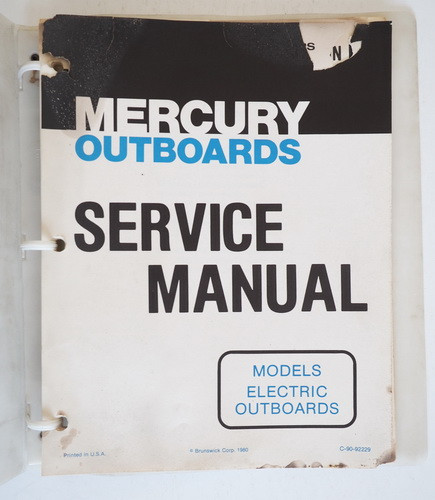 MERCURY
OUTBOARDS
SERVICE
MANUAL
MODELS
ELECTRIC
OUTBOARDS
Printed in U.S.A.
Brunswick Corp. 1980
C-90-92229